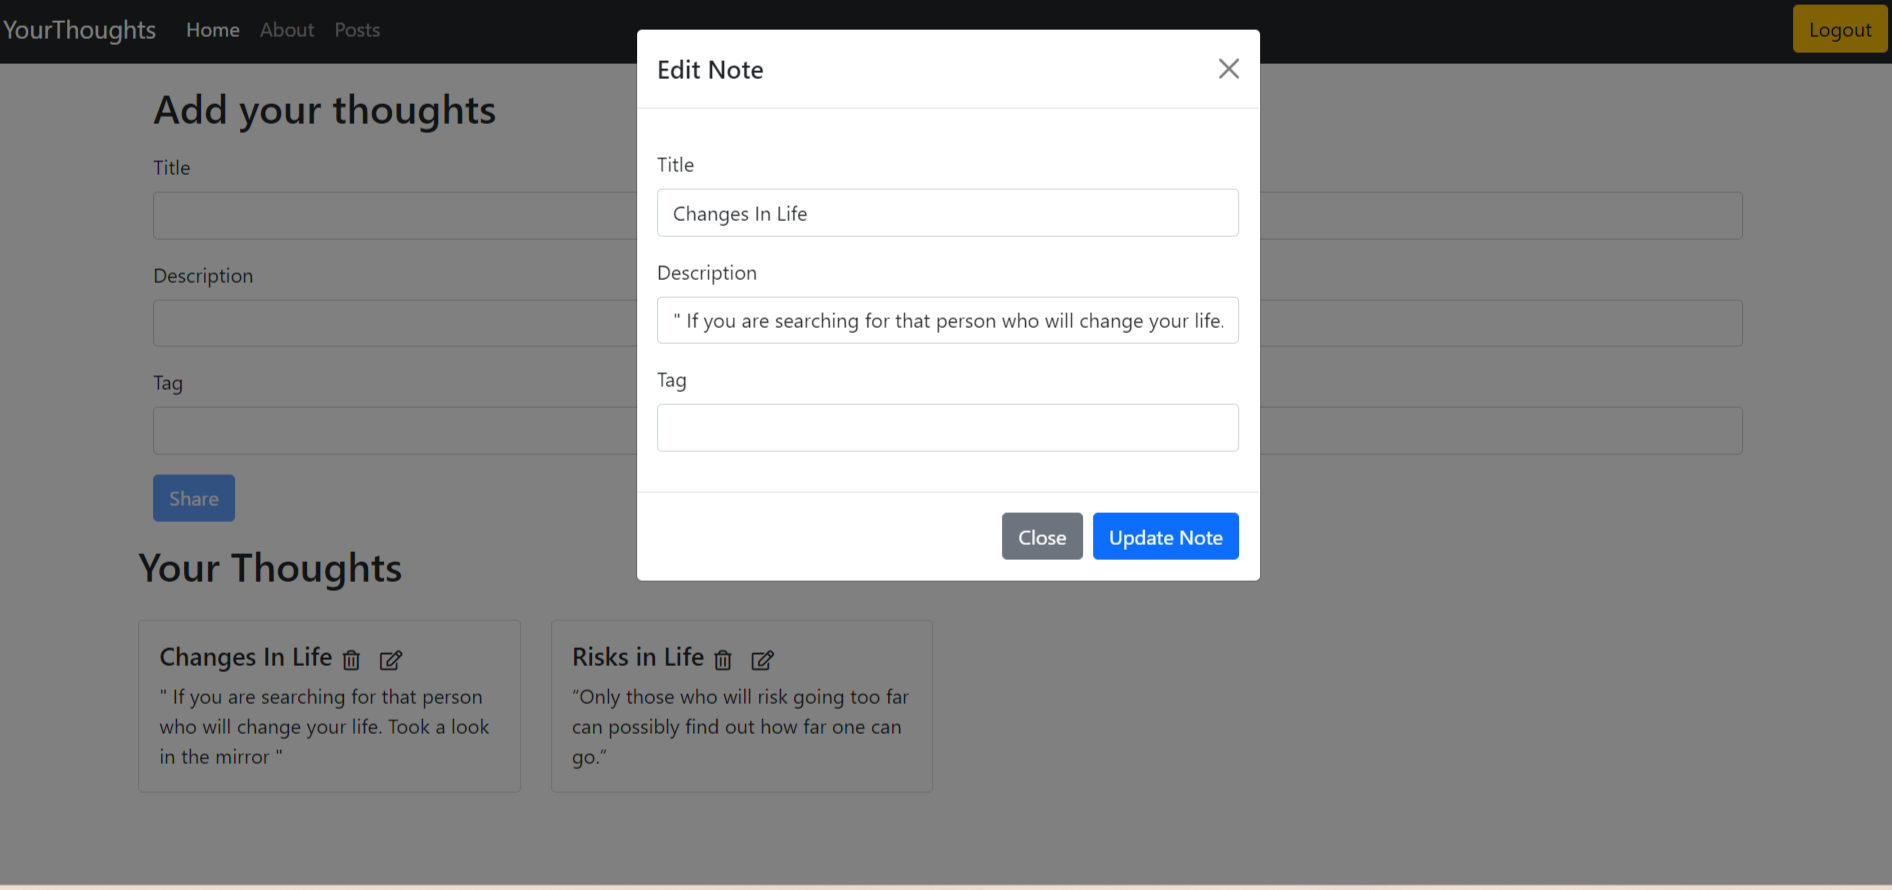 YourThoughts Home About Posts Logout
Edit Note
Title
Changes In Life
Description
" If you are searching for that person who will change your life.
Tag
Close Update Note
Add your thoughts
Title
Description
Tag
Share
Your Thoughts
Changes In Life
" If you are searching for that person
who will change your life. Took a look
in the mirror "
Risks in Life
“Only those who will risk going too far
can possibly find out how far one can
go.”